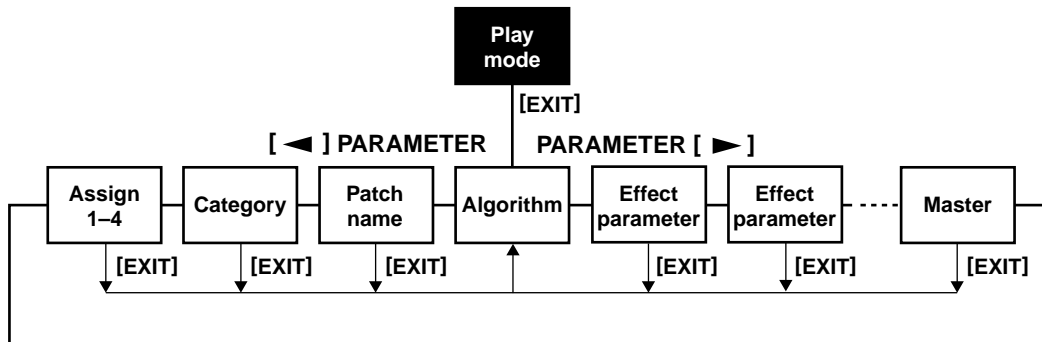 Play
mode
[EXIT]
[ ◄ ] PARAMETER PARAMETER [ ► ]
Assign
1–4
Category
Patch
name
Algorithm
Effect
parameter
Effect
parameter
Master
[EXIT] [EXIT] [EXIT] [EXIT] [EXIT] [EXIT]